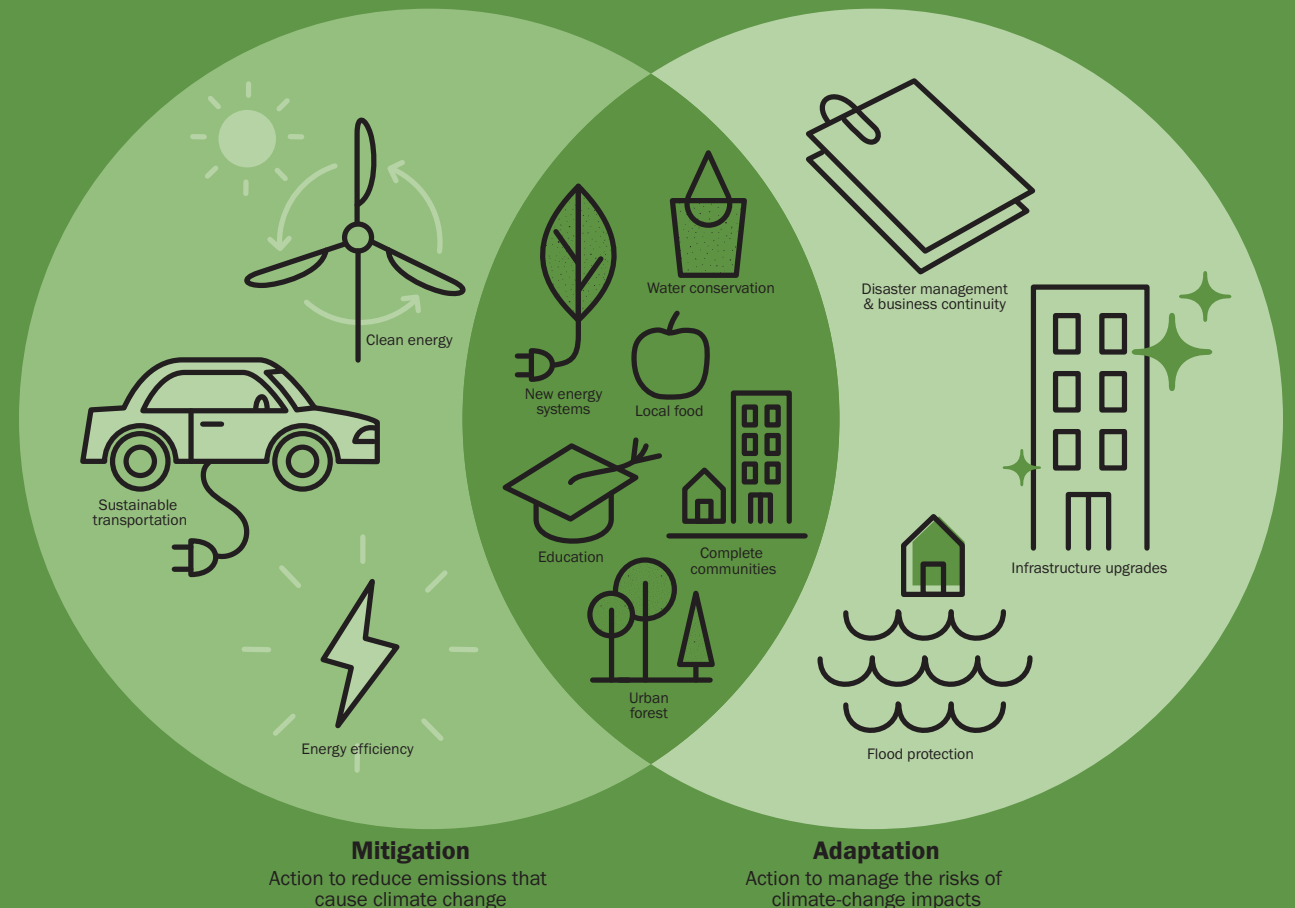 Clean energy
Sustainable
transportation
Energy efficiency
Water conservation
New energy
systems
Local food
Education
Complete
communities
Urban
forest
Disaster management
& business continuity
Infrastructure upgrades
Flood protection
Mitigation
Action to reduce emissions that
cause climate change
Adaptation
Action to manage the risks of
climate-change impacts